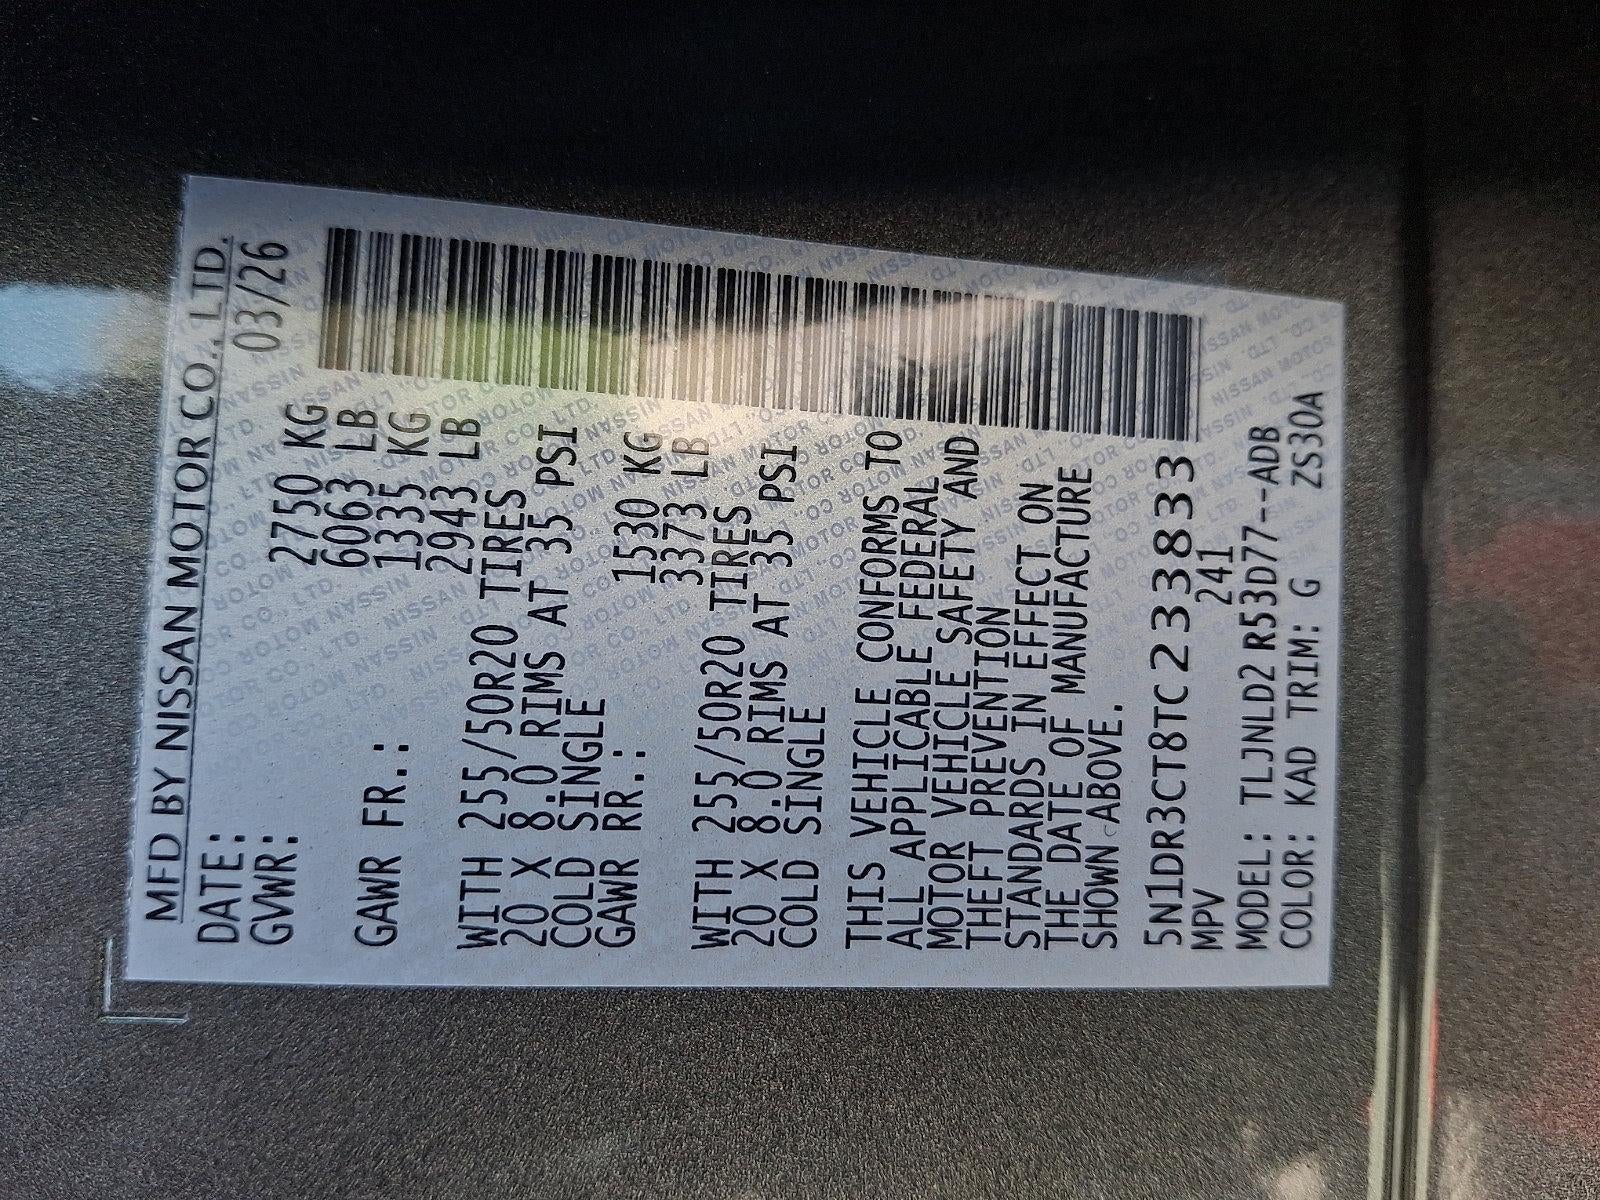 MFD BY NISSAN MOTOR CO., LTD.
DATE: 03/26
GVWR: 2750 KG
6063 LB
GAWR FR.: 1335 KG
2943 LB
WITH 255/50R20 TIRES
20 X 8.0 RIMS AT 35 PSI
COLD SINGLE
GAWR RR.: 1530 KG
3373 LB
WITH 255/50R20 TIRES
20 X 8.0 RIMS AT 35 PSI
COLD SINGLE
THIS VEHICLE CONFORMS TO
ALL APPLICABLE FEDERAL
MOTOR VEHICLE SAFETY AND
THEFT PREVENTION
STANDARDS IN EFFECT ON
THE DATE OF MANUFACTURE
SHOWN ABOVE.
5N1DR3CT8TC233833
MPV 241
MODEL: TLJNLD2 R53D77--ADB
COLOR: KAD TRIM: G ZS30A